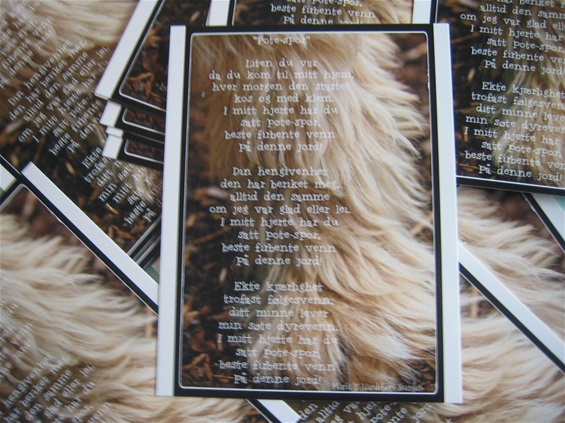 "Pote-spor"
Liten du var
da du kom til mitt hjem,
hver morgen den startet
kos og med klem.
I mitt hjerte har du
satt pote-spor,
beste firbente venn
På denne jord!
Din hengivenhet
den har beriket meg,
alltid den samme
om jeg var glad eller lei.
I mitt hjerte har du
satt pote-spor,
beste firbente venn
På denne jord!
Ekte kjærlighet
trofast følgesvenn,
ditt minne lever
min søte dyrevenn.
I mitt hjerte har du
satt pote-spor,
beste firbente venn
På denne jord!